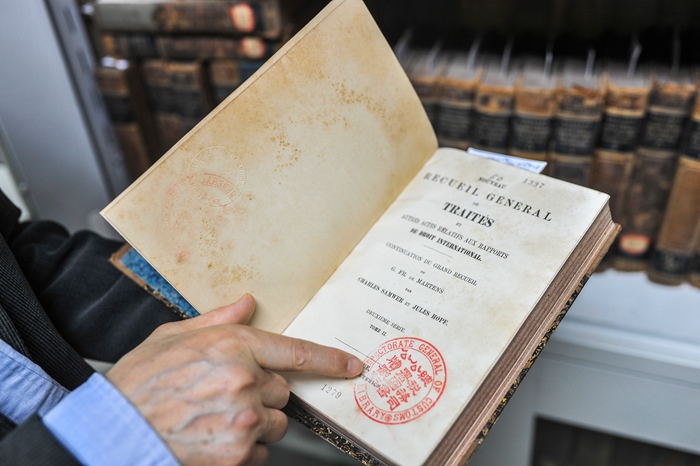 1337
NOUVEAU
RECUEIL GÉNÉRAL
DE
TRAITÉS
ET
AUTRES ACTES RELATIFS AUX RAPPORTS
DE DROIT INTERNATIONAL.
CONTINUATION DU GRAND RECUEIL
DE
G. FR. DE MARTENS
PAR
CHARLES SAMWER ET JULES HOPF.
DEUXIÈME SÉRIE.
TOME II.
1279
INSPECTORATE GENERAL OF CUSTOMS
LIBRARY